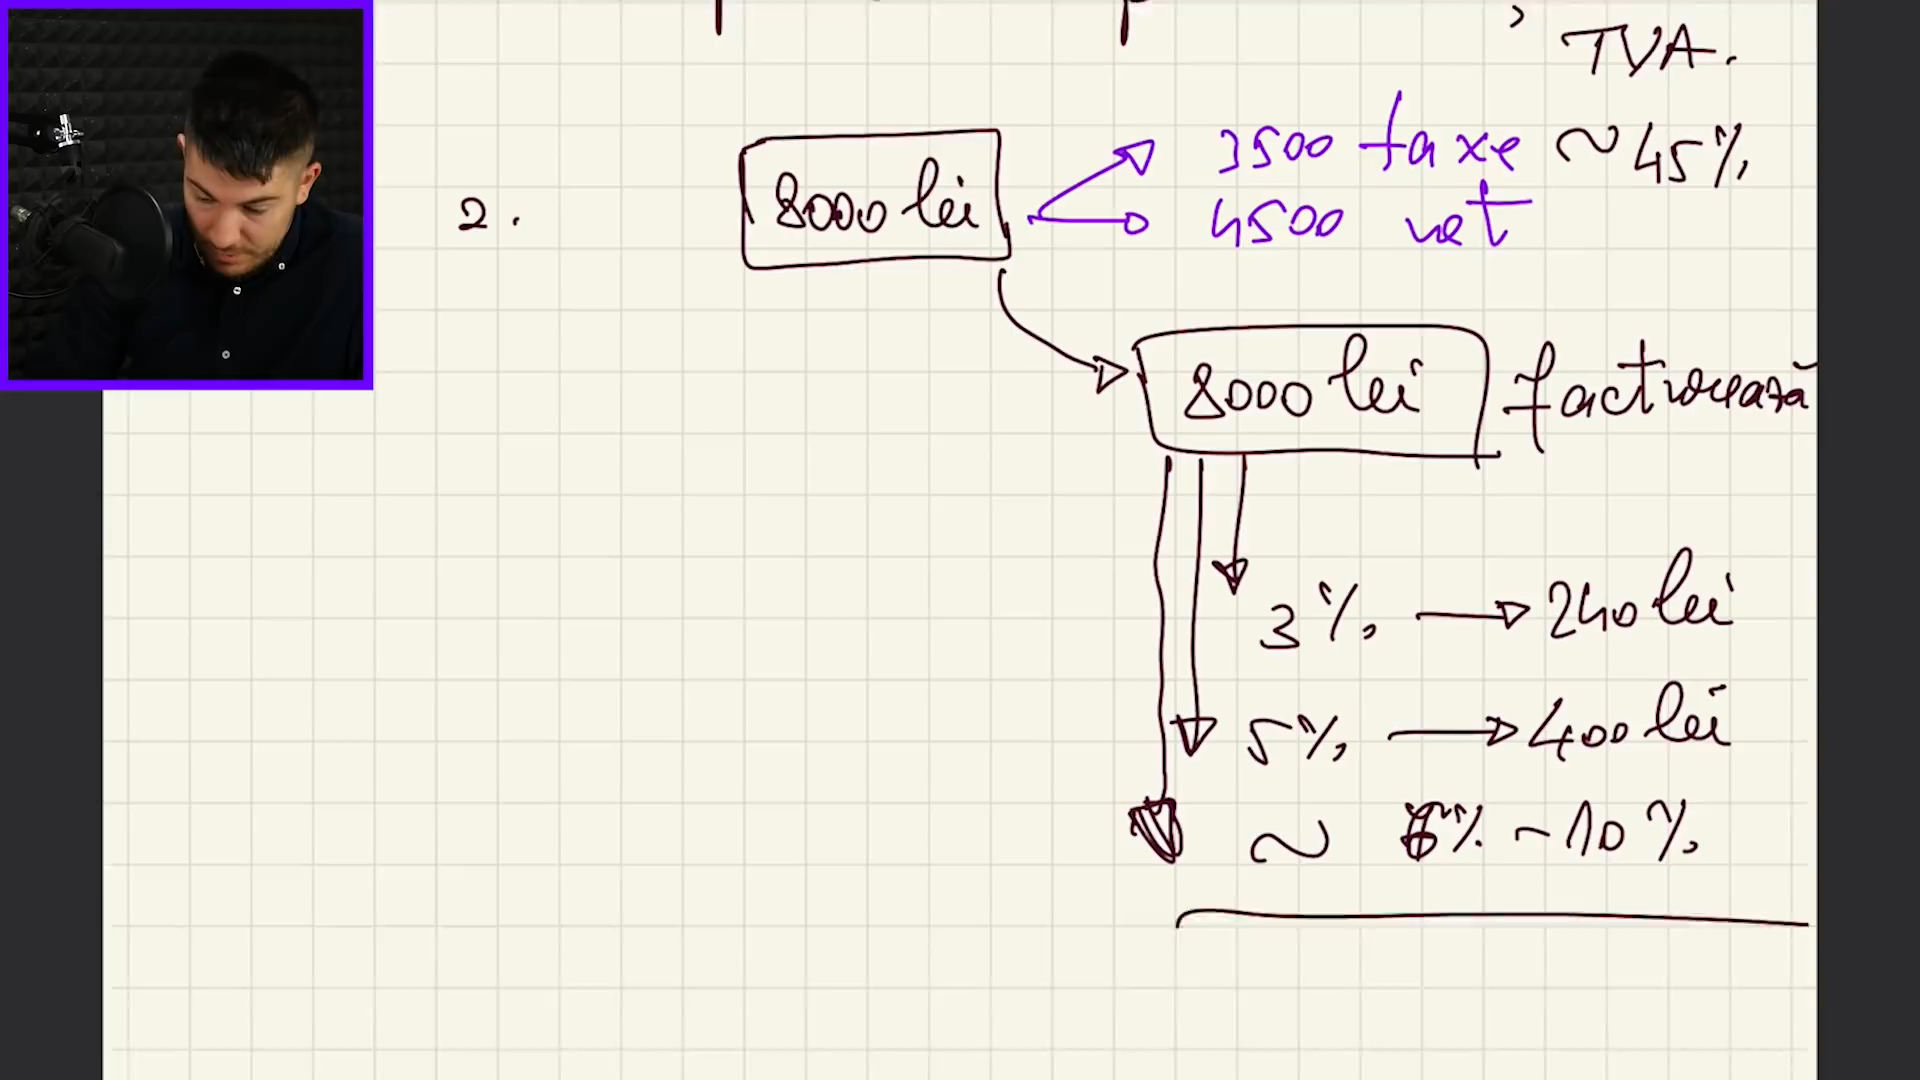 TVA.
3500 taxe ~ 45%
2. 8000 lei
4500 net
8000 lei facturează
3% → 240 lei
5% → 400 lei
~ 6% - 10%